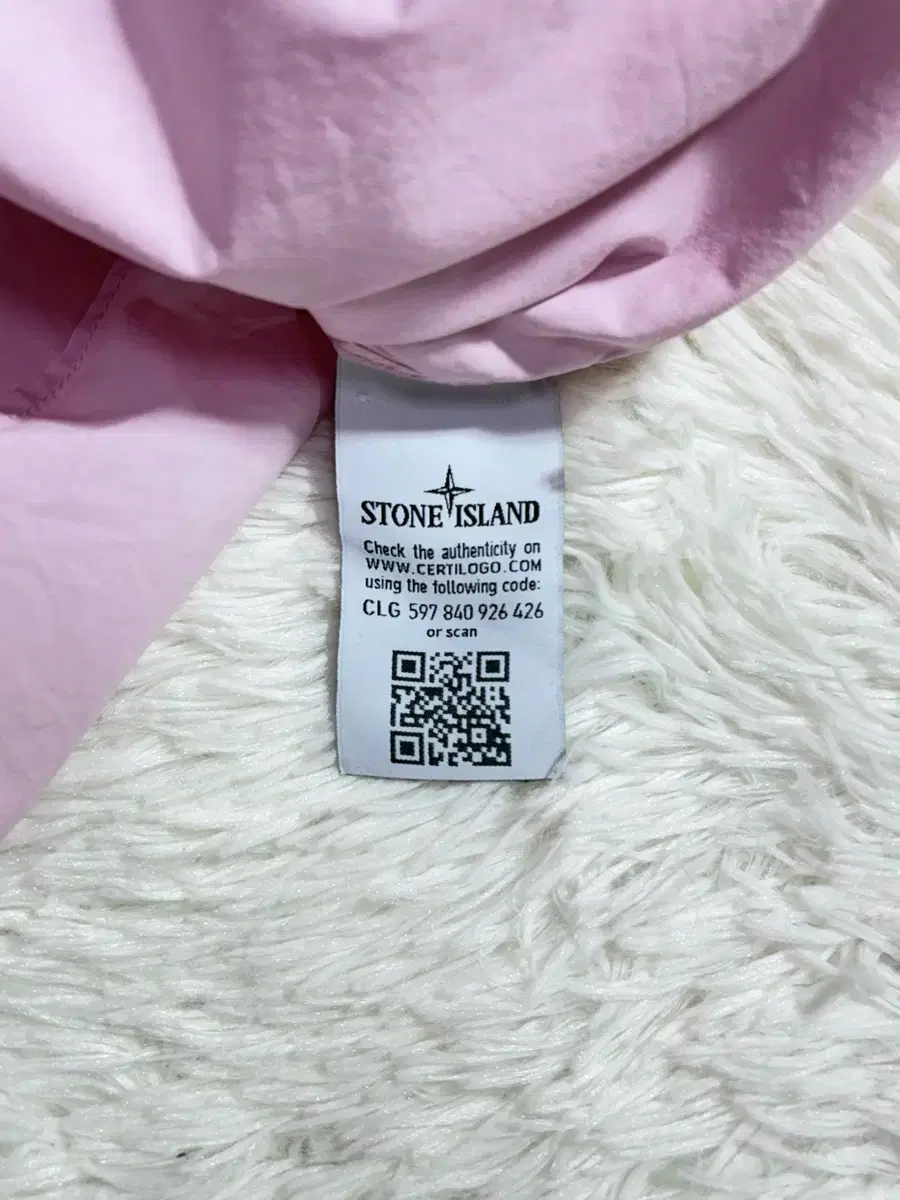 STONE ISLAND
Check the authenticity on
WWW.CERTILOGO.COM
using the following code:
CLG 597 840 926 426
or scan